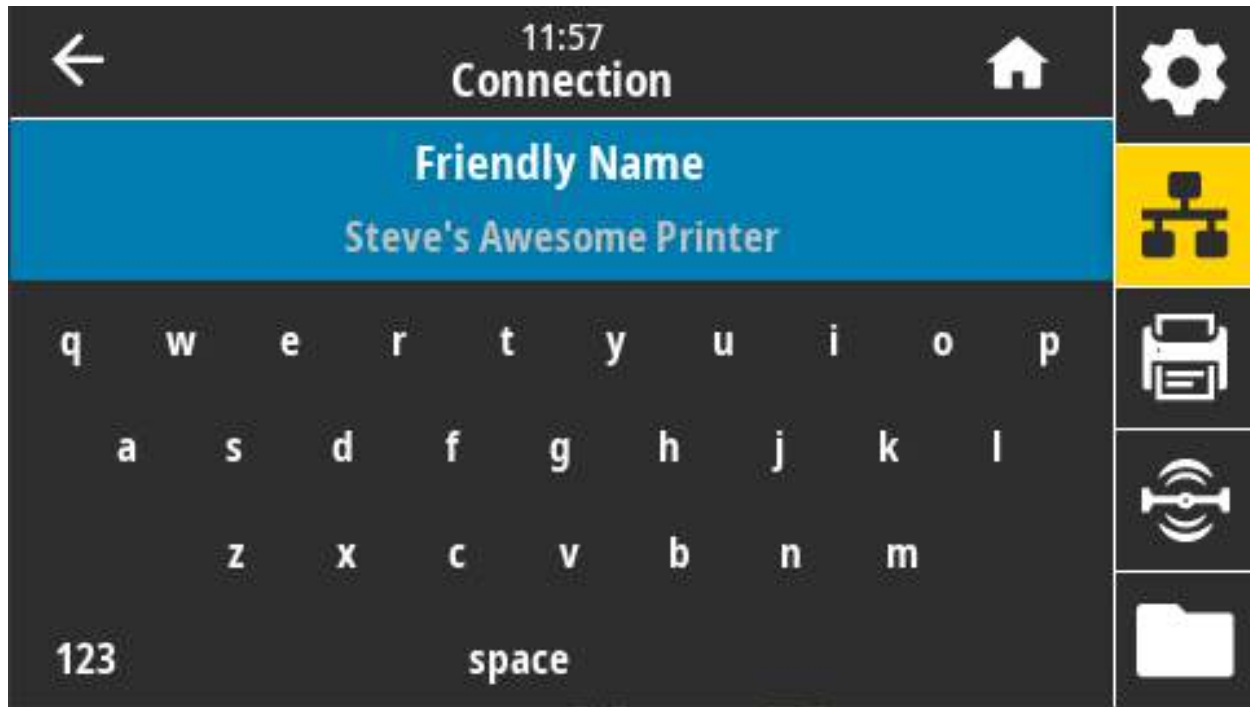 11:57
Connection
Friendly Name
Steve's Awesome Printer
q w e r t y u i o p
a s d f g h j k l
z x c v b n m
123 space